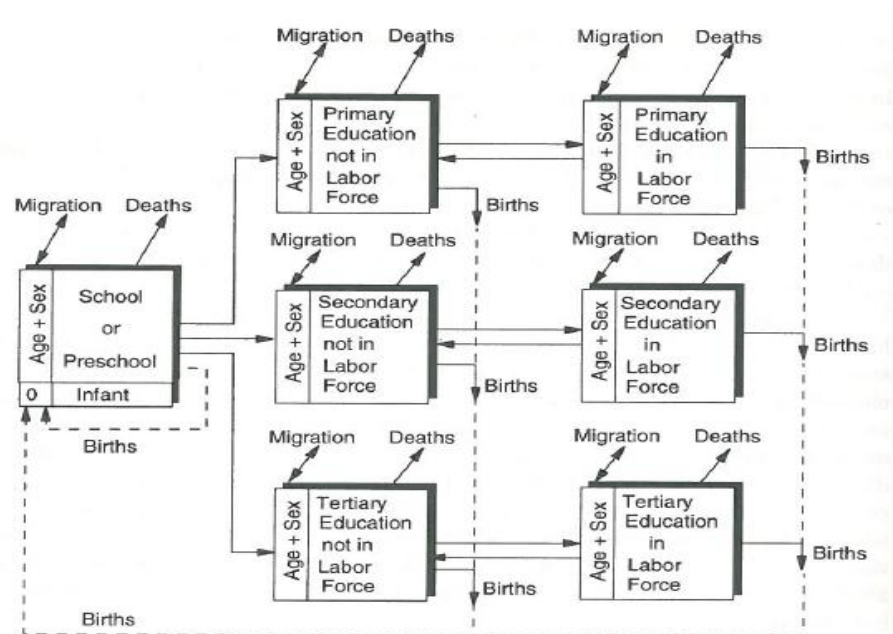 Migration Deaths
Migration Deaths
Age + Sex
Primary
Education
not in
Labor
Force
Age + Sex
Primary
Education
in
Labor
Force
Births
Births
Migration Deaths
Age + Sex
School
or
Preschool
0 Infant
Births
Migration Deaths
Migration Deaths
Age + Sex
Secondary
Education
not in
Labor
Force
Age + Sex
Secondary
Education
in
Labor
Force
Births
Births
Migration Deaths
Migration Deaths
Age + Sex
Tertiary
Education
not in
Labor
Force
Age + Sex
Tertiary
Education
in
Labor
Force
Births
Births
Births